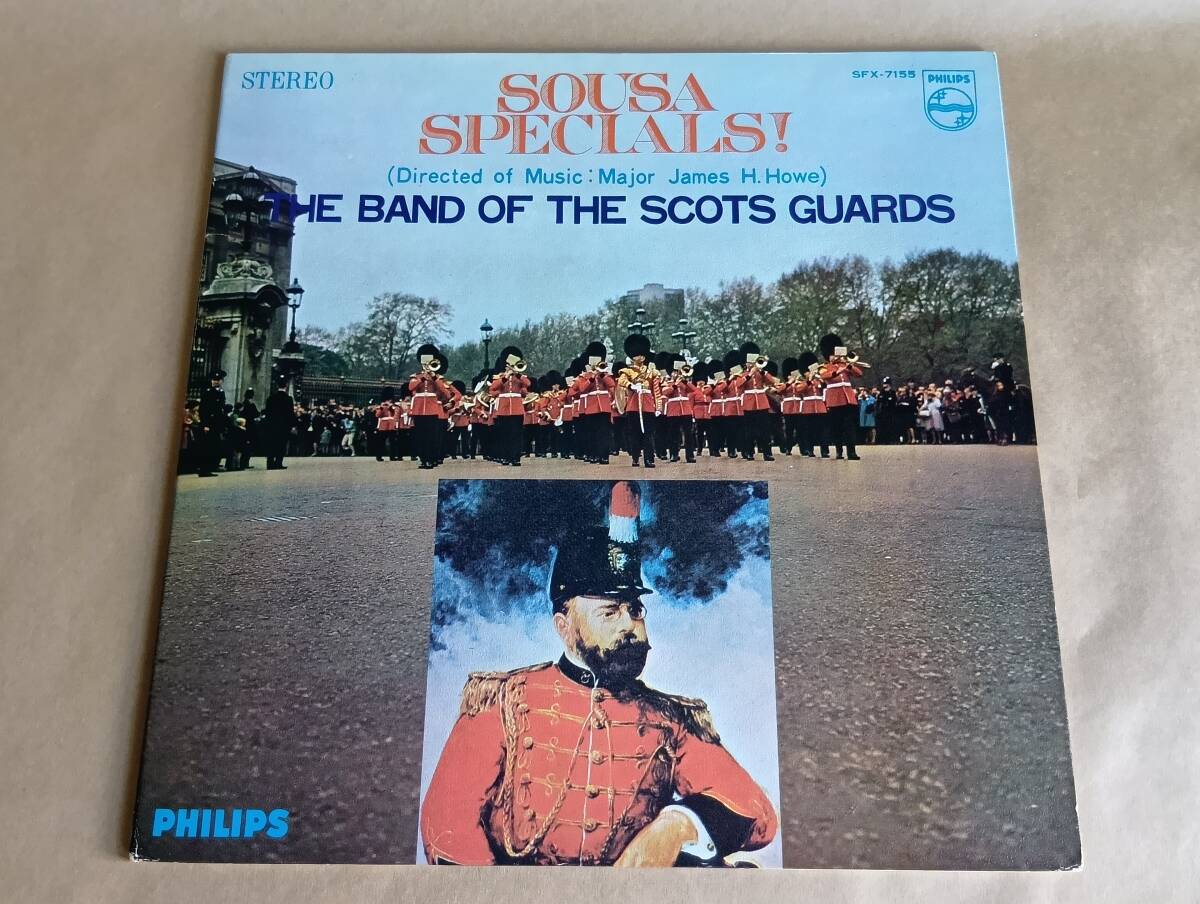 STEREO
SOUSA
SPECIALS!
SFX-7155
PHILIPS
(Directed of Music: Major James H. Howe)
THE BAND OF THE SCOTS GUARDS
PHILIPS